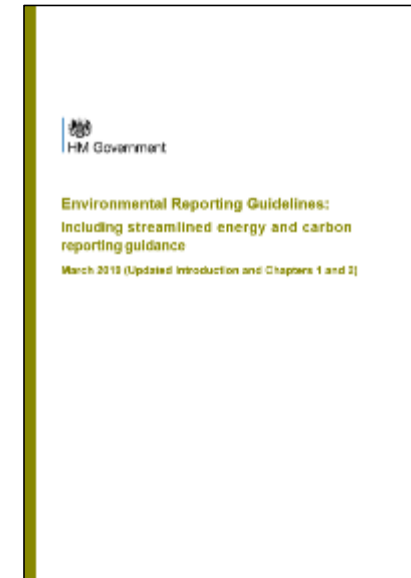 HM Government
Environmental Reporting Guidelines:
Including streamlined energy and carbon
reporting guidance
March 2019 (Updated Introduction and Chapters 1 and 2)